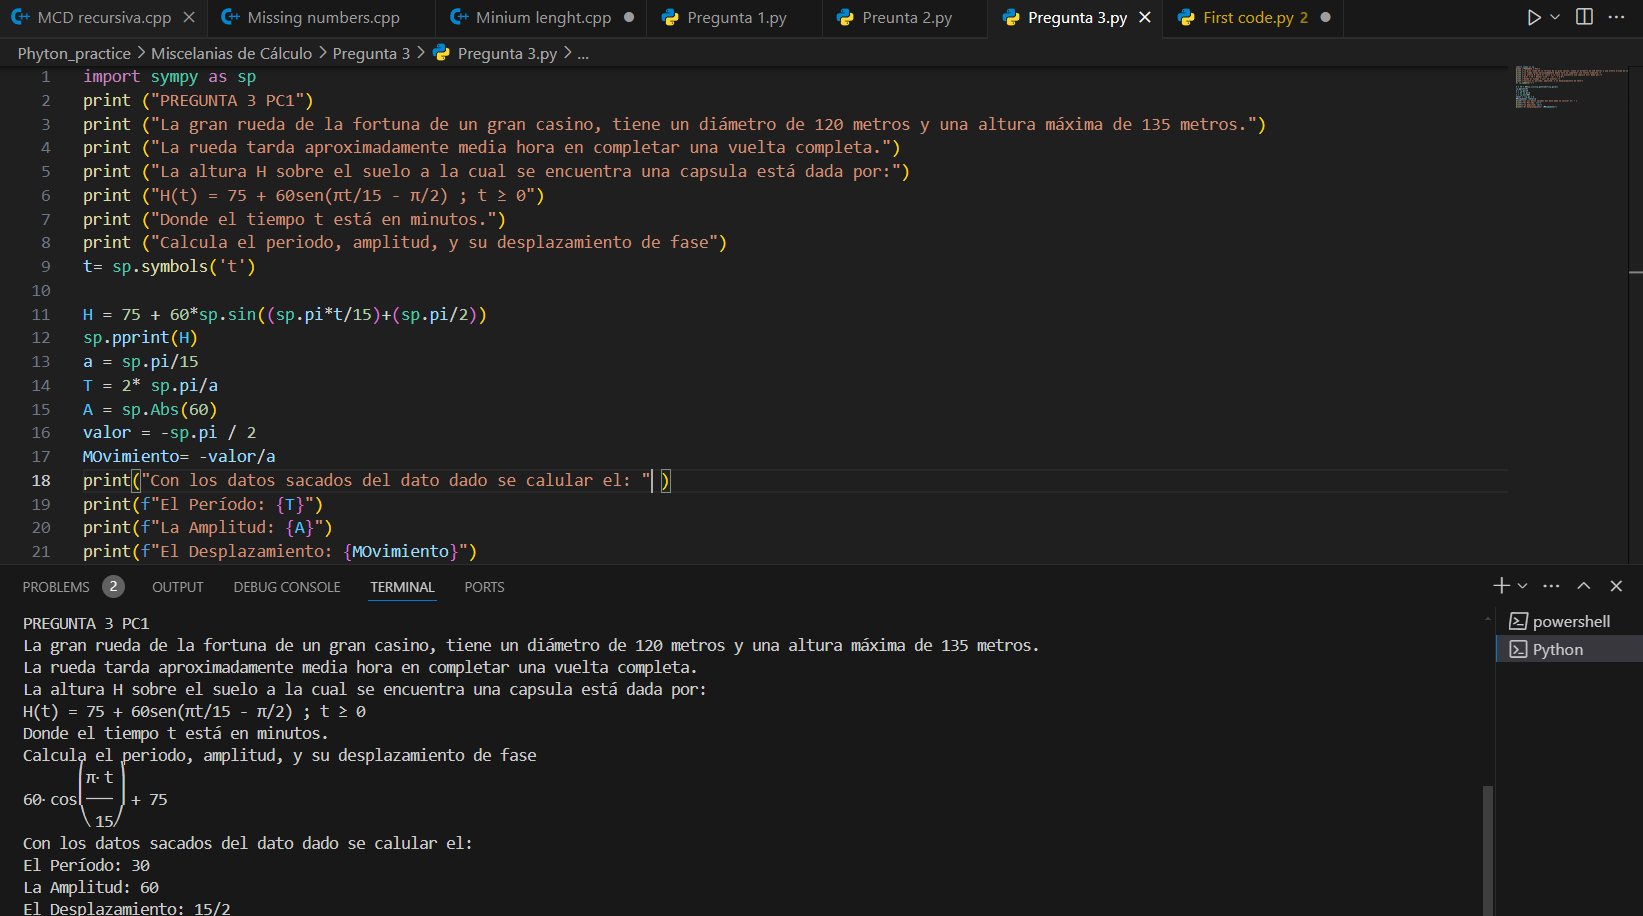 MCD recursiva.cpp Missing numbers.cpp Minium lenght.cpp Pregunta 1.py Preunta 2.py Pregunta 3.py First code.py 2
Phyton_practice > Miscelanias de Cálculo > Pregunta 3 > Pregunta 3.py > ...
1 import sympy as sp
2 print ("PREGUNTA 3 PC1")
3 print ("La gran rueda de la fortuna de un gran casino, tiene un diámetro de 120 metros y una altura máxima de 135 metros.")
4 print ("La rueda tarda aproximadamente media hora en completar una vuelta completa.")
5 print ("La altura H sobre el suelo a la cual se encuentra una capsula está dada por:")
6 print ("H(t) = 75 + 60sen(πt/15 - π/2) ; t ≥ 0")
7 print ("Donde el tiempo t está en minutos.")
8 print ("Calcula el periodo, amplitud, y su desplazamiento de fase")
9 t= sp.symbols('t')
10
11 H = 75 + 60*sp.sin((sp.pi*t/15)+(sp.pi/2))
12 sp.pprint(H)
13 a = sp.pi/15
14 T = 2* sp.pi/a
15 A = sp.Abs(60)
16 valor = -sp.pi / 2
17 MOvimiento= -valor/a
18 print("Con los datos sacados del dato dado se calular el: " )
19 print(f"El Período: {T}")
20 print(f"La Amplitud: {A}")
21 print(f"El Desplazamiento: {MOvimiento}")
PROBLEMS 2 OUTPUT DEBUG CONSOLE TERMINAL PORTS
powershell
Python
PREGUNTA 3 PC1
La gran rueda de la fortuna de un gran casino, tiene un diámetro de 120 metros y una altura máxima de 135 metros.
La rueda tarda aproximadamente media hora en completar una vuelta completa.
La altura H sobre el suelo a la cual se encuentra una capsula está dada por:
H(t) = 75 + 60sen(πt/15 - π/2) ; t ≥ 0
Donde el tiempo t está en minutos.
Calcula el periodo, amplitud, y su desplazamiento de fase
π⋅t
60⋅cos(───) + 75
15
Con los datos sacados del dato dado se calular el:
El Período: 30
La Amplitud: 60
El Desplazamiento: 15/2